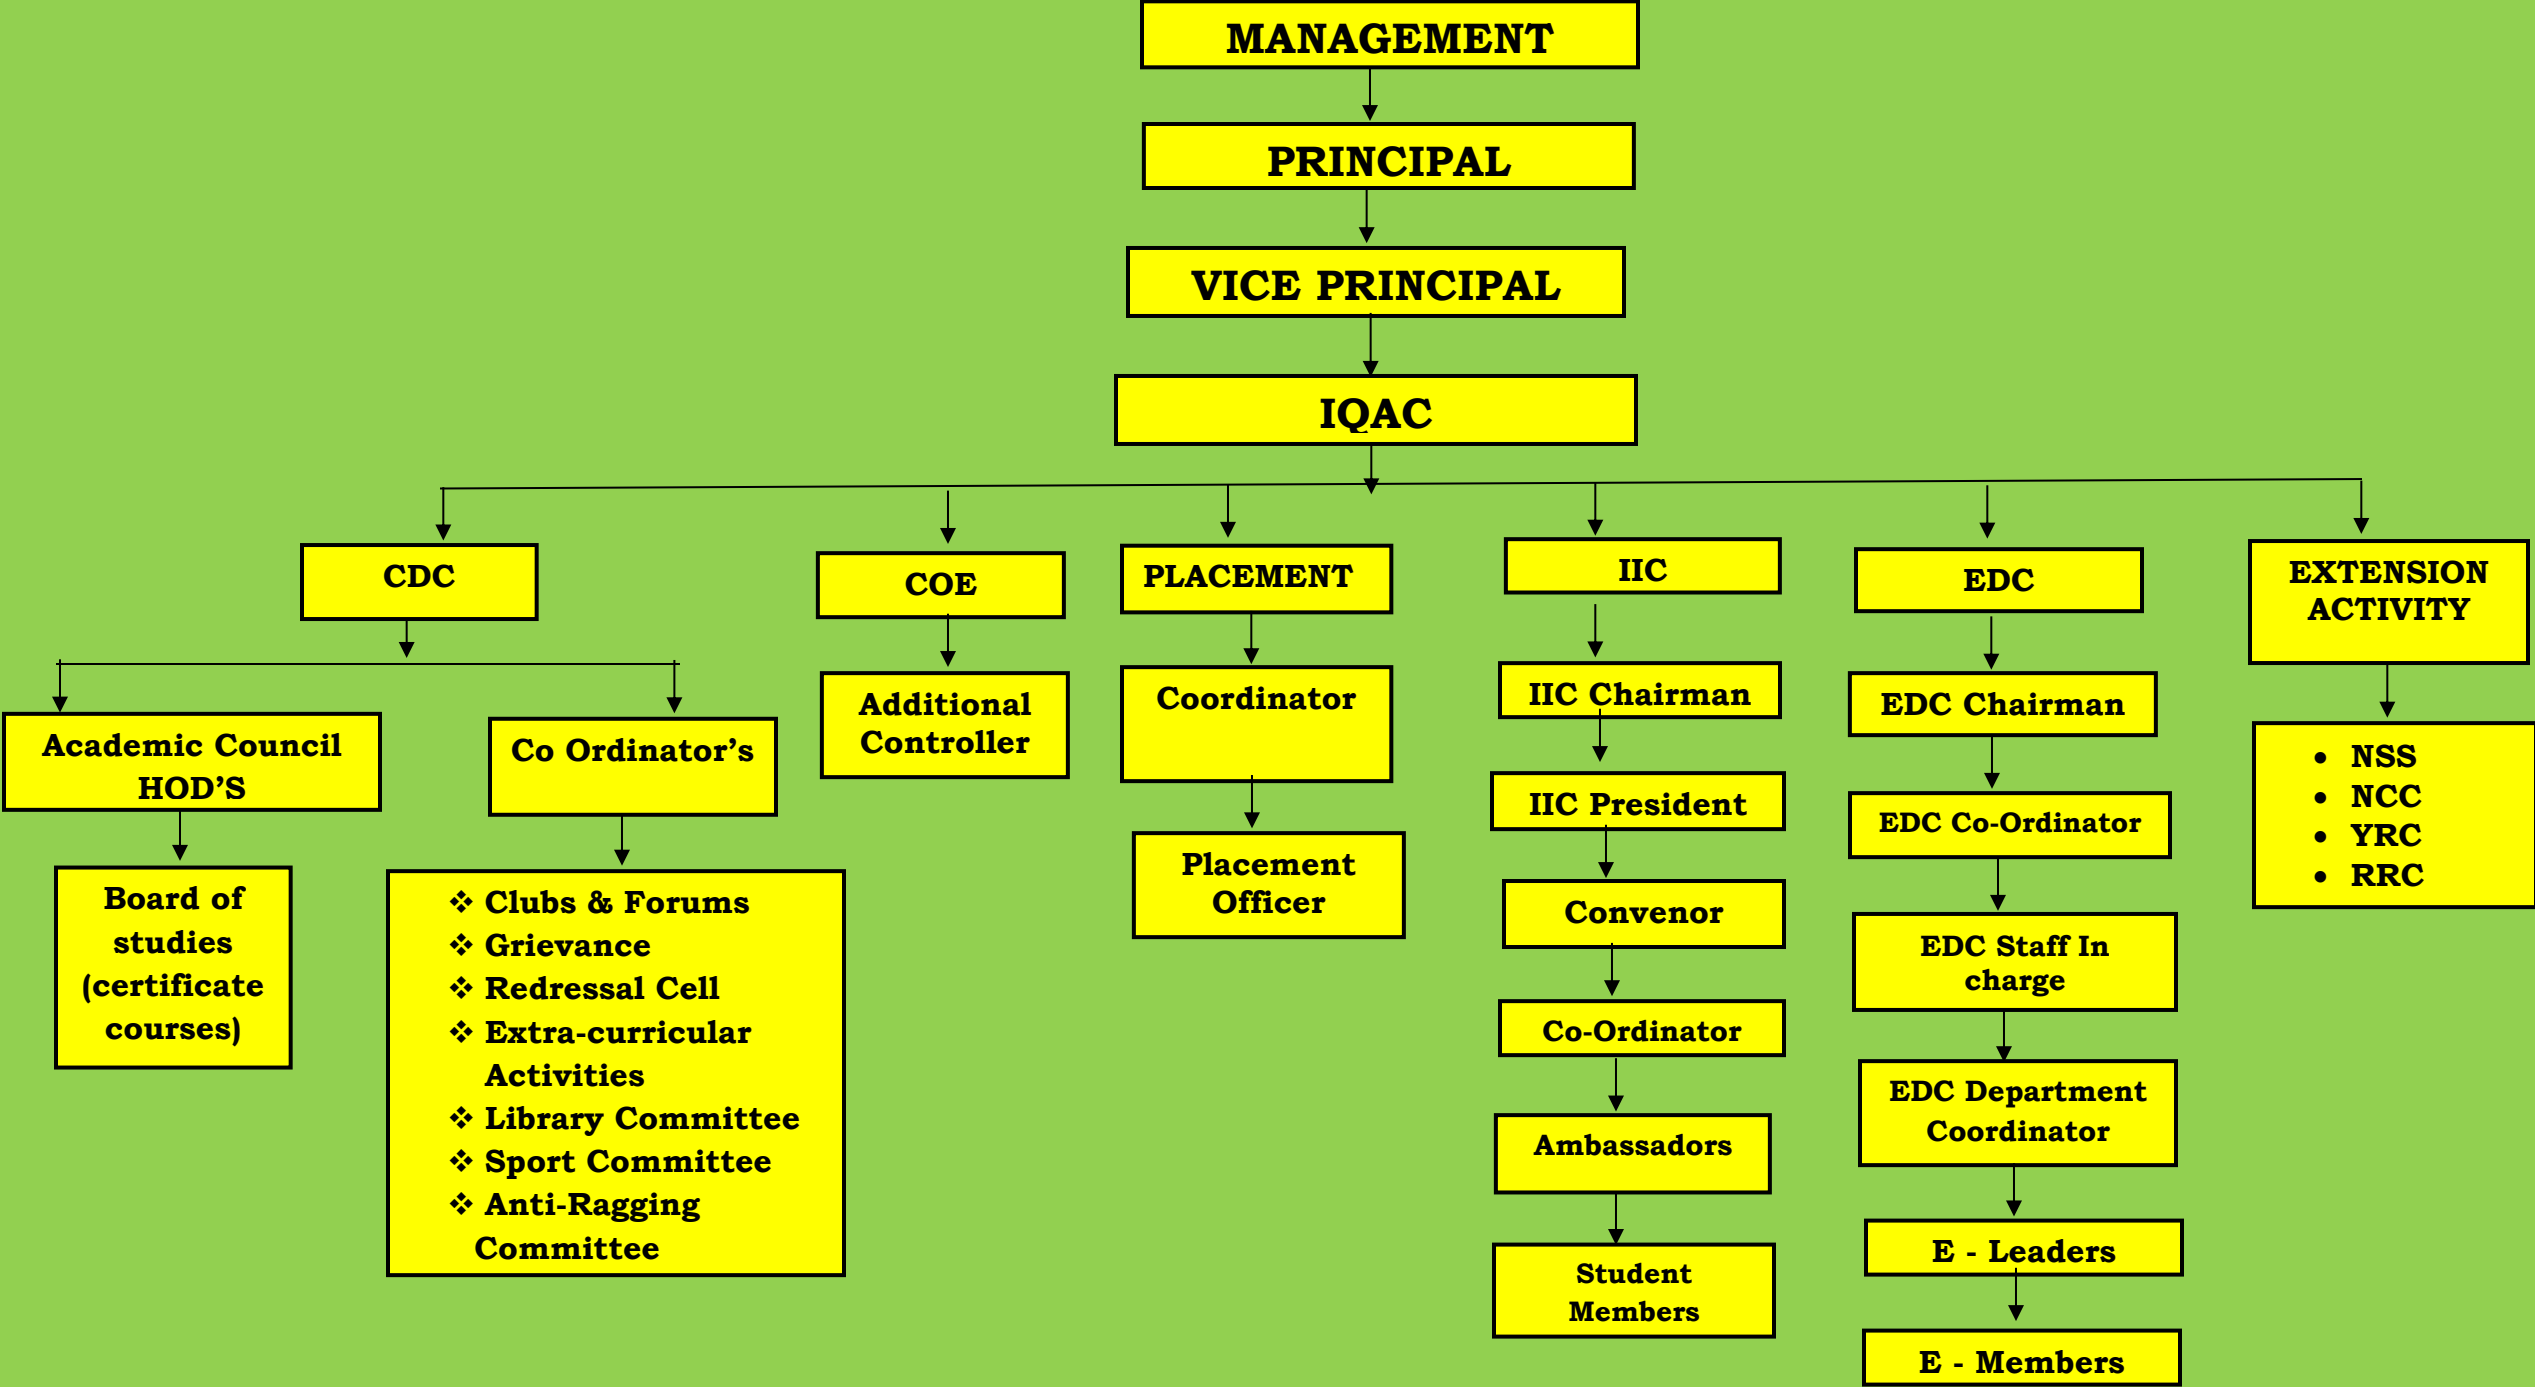 MANAGEMENT
PRINCIPAL
VICE PRINCIPAL
IQAC
CDC
COE
PLACEMENT
IIC
EDC
EXTENSION
ACTIVITY
Academic Council
HOD’S
Board of
studies
(certificate
courses)
Co Ordinator’s
❖ Clubs & Forums
❖ Grievance
❖ Redressal Cell
❖ Extra-curricular
Activities
❖ Library Committee
❖ Sport Committee
❖ Anti-Ragging
Committee
Additional
Controller
Coordinator
Placement
Officer
IIC Chairman
IIC President
Convenor
Co-Ordinator
Ambassadors
Student
Members
EDC Chairman
EDC Co-Ordinator
EDC Staff In
charge
EDC Department
Coordinator
E - Leaders
E - Members
• NSS
• NCC
• YRC
• RRC